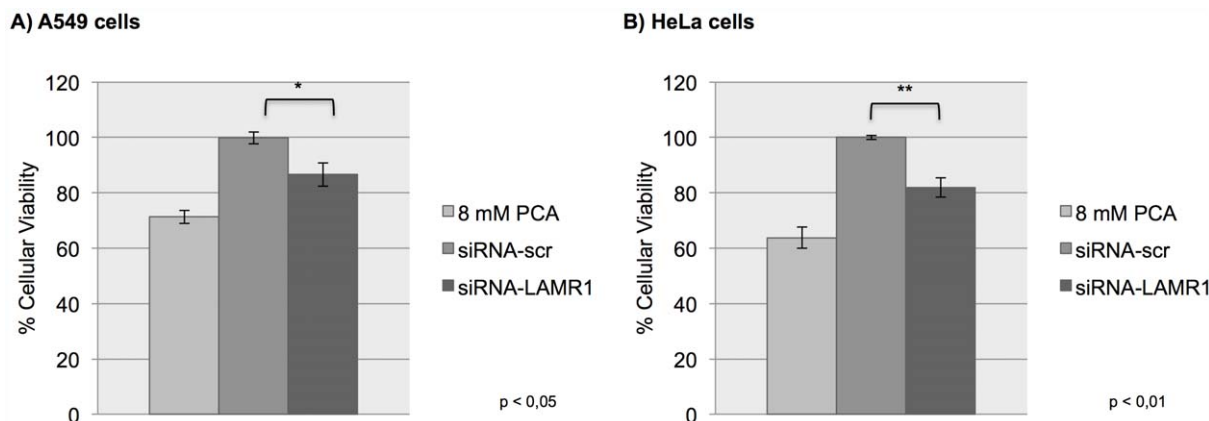 A) A549 cells
% Cellular Viability
120
100
80
60
40
20
0
*
8 mM PCA
siRNA-scr
siRNA-LAMR1
p < 0,05
B) HeLa cells
% Cellular Viability
120
100
80
60
40
20
0
**
8 mM PCA
siRNA-scr
siRNA-LAMR1
p < 0,01